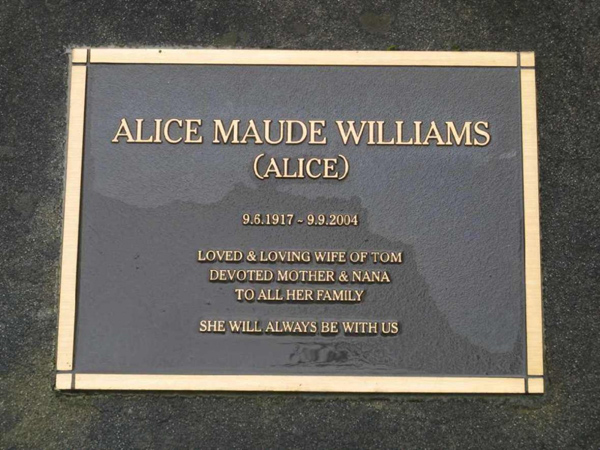 ALICE MAUDE WILLIAMS
(ALICE)
9.6.1917 ~ 9.9.2004
LOVED & LOVING WIFE OF TOM
DEVOTED MOTHER & NANA
TO ALL HER FAMILY
SHE WILL ALWAYS BE WITH US